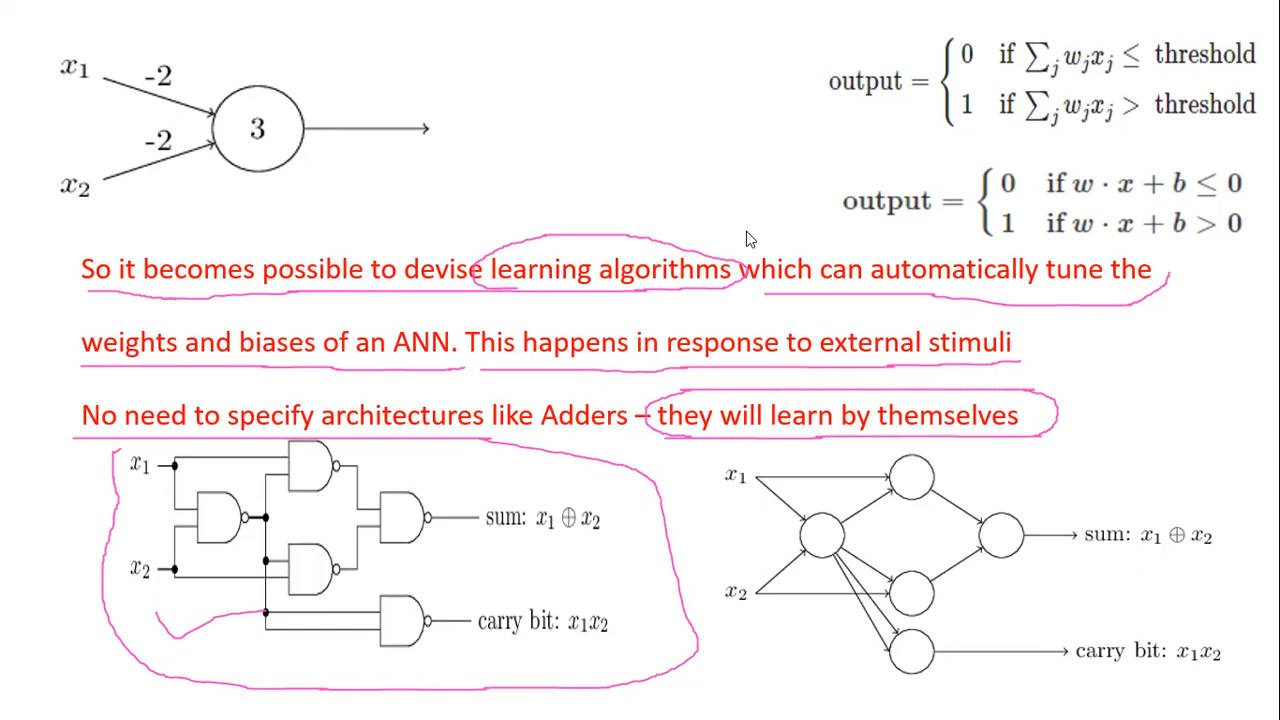 x₁ -2
3
-2
x₂
output = { 0 if ∑ⱼ wⱼxⱼ ≤ threshold
1 if ∑ⱼ wⱼxⱼ > threshold
output = { 0 if w · x + b ≤ 0
1 if w · x + b > 0
So it becomes possible to devise learning algorithms which can automatically tune the
weights and biases of an ANN. This happens in response to external stimuli
No need to specify architectures like Adders – they will learn by themselves
x₁
sum: x₁ ⊕ x₂
x₂
carry bit: x₁x₂
x₁
sum: x₁ ⊕ x₂
x₂
carry bit: x₁x₂